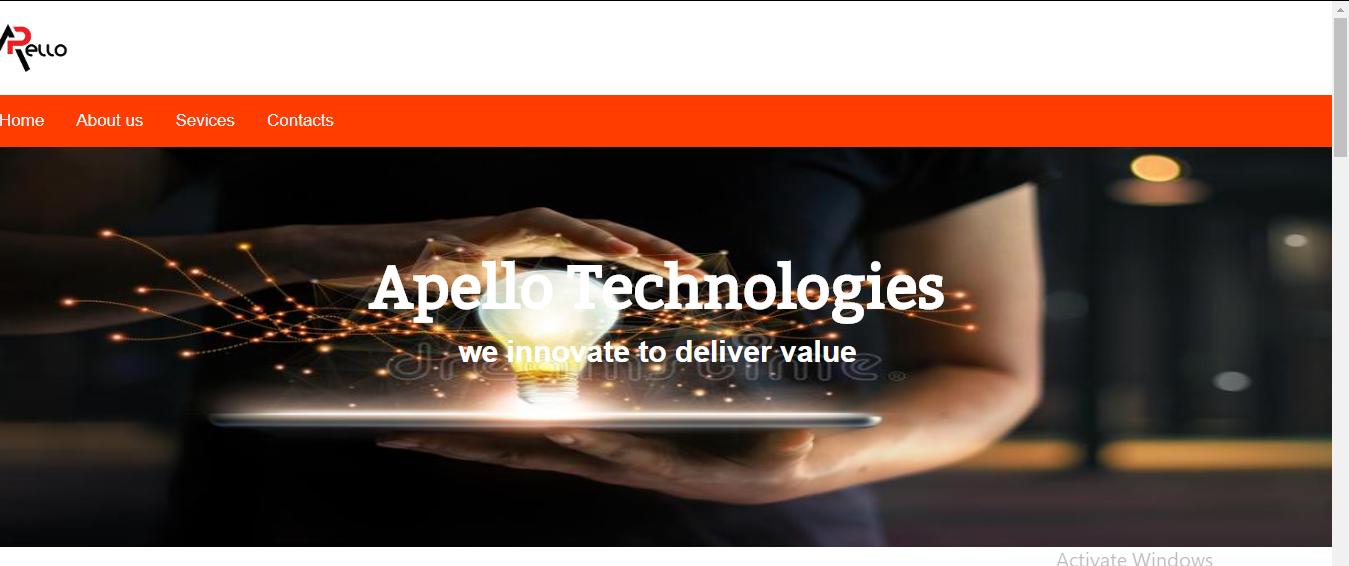 APello
Home About us Sevices Contacts
Apello Technologies
we innovate to deliver value
dreamstime®
Activate Windows